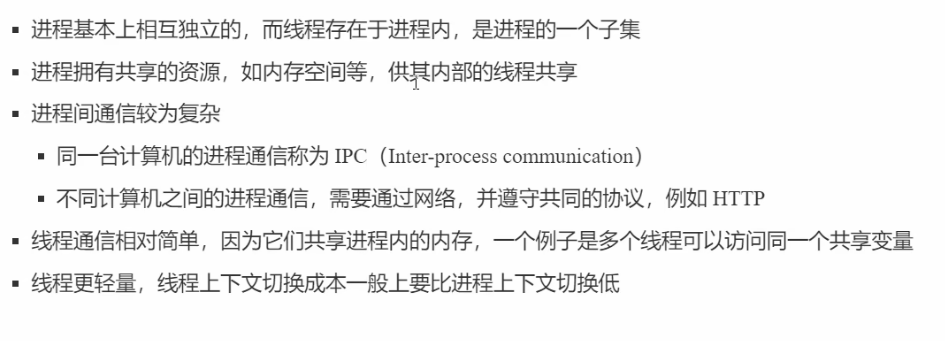 ▪ 进程基本上相互独立的，而线程存在于进程内，是进程的一个子集
▪ 进程拥有共享的资源，如内存空间等，供其内部的线程共享
▪ 进程间通信较为复杂
▪ 同一台计算机的进程通信称为 IPC（Inter-process communication）
▪ 不同计算机之间的进程通信，需要通过网络，并遵守共同的协议，例如 HTTP
▪ 线程通信相对简单，因为它们共享进程内的内存，一个例子是多个线程可以访问同一个共享变量
▪ 线程更轻量，线程上下文切换成本一般上要比进程上下文切换低